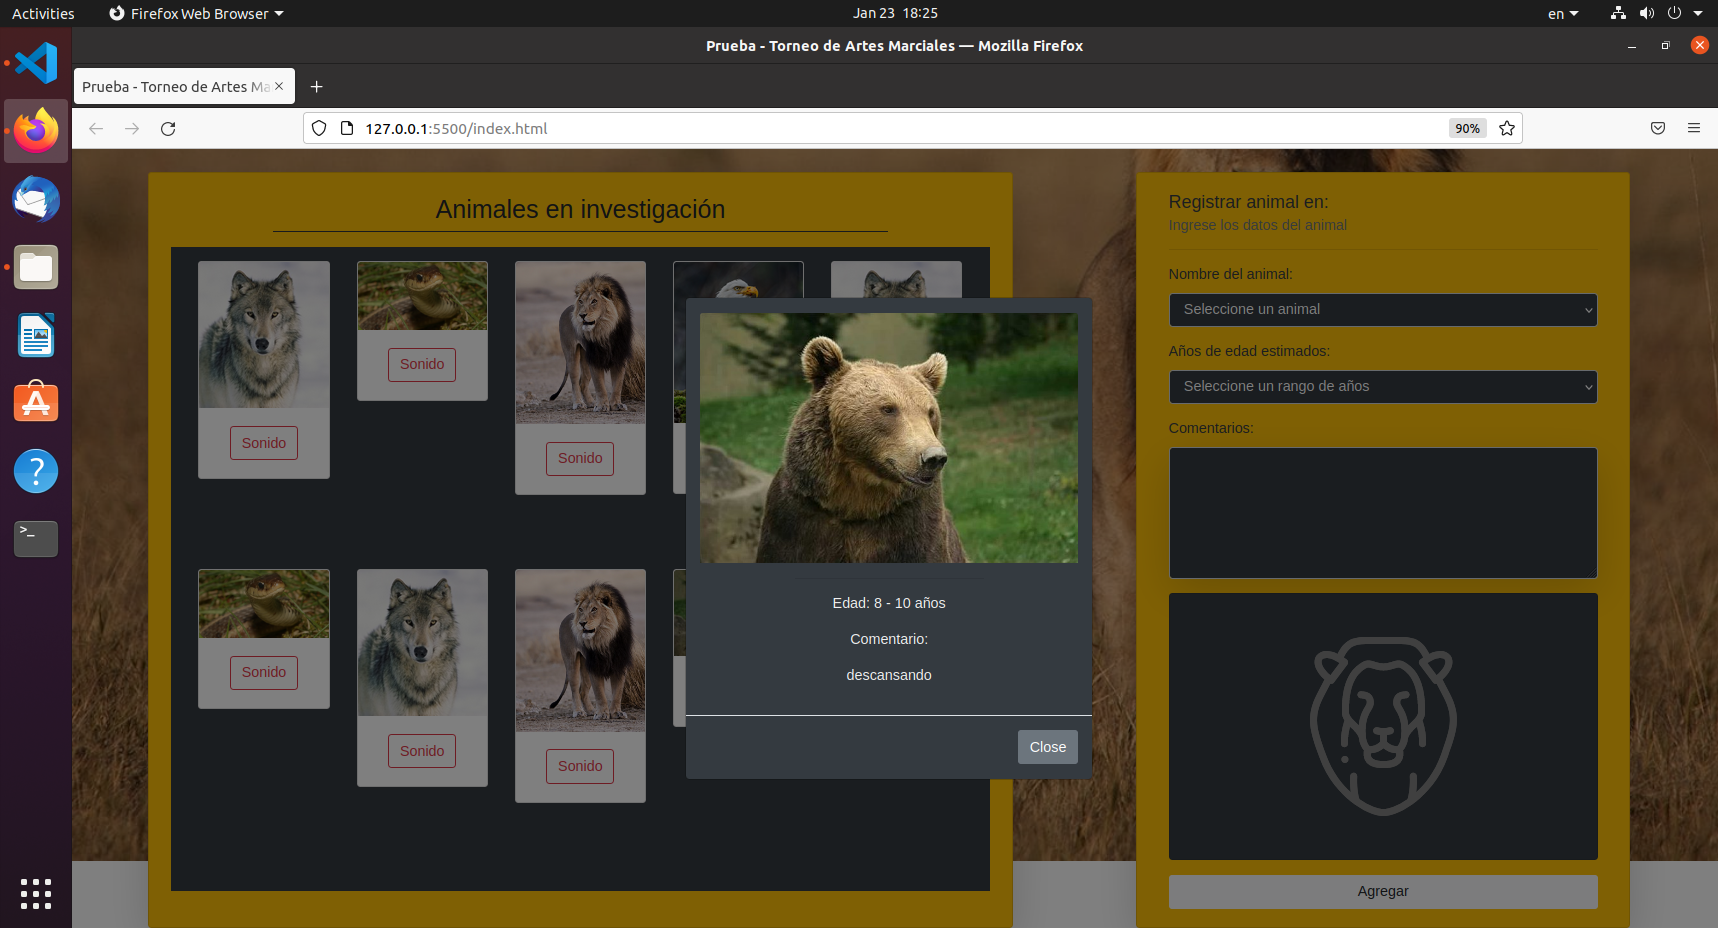 Activities
Firefox Web Browser
Jan 23 18:25
en
Prueba - Torneo de Artes Marciales — Mozilla Firefox
Prueba - Torneo de Artes Ma
127.0.0.1:5500/index.html
90%
Animales en investigación
Sonido
Sonido
Sonido
Sonido
Sonido
Sonido
Edad: 8 - 10 años
Comentario:
descansando
Close
Registrar animal en:
Ingrese los datos del animal
Nombre del animal:
Seleccione un animal
Años de edad estimados:
Seleccione un rango de años
Comentarios:
Agregar